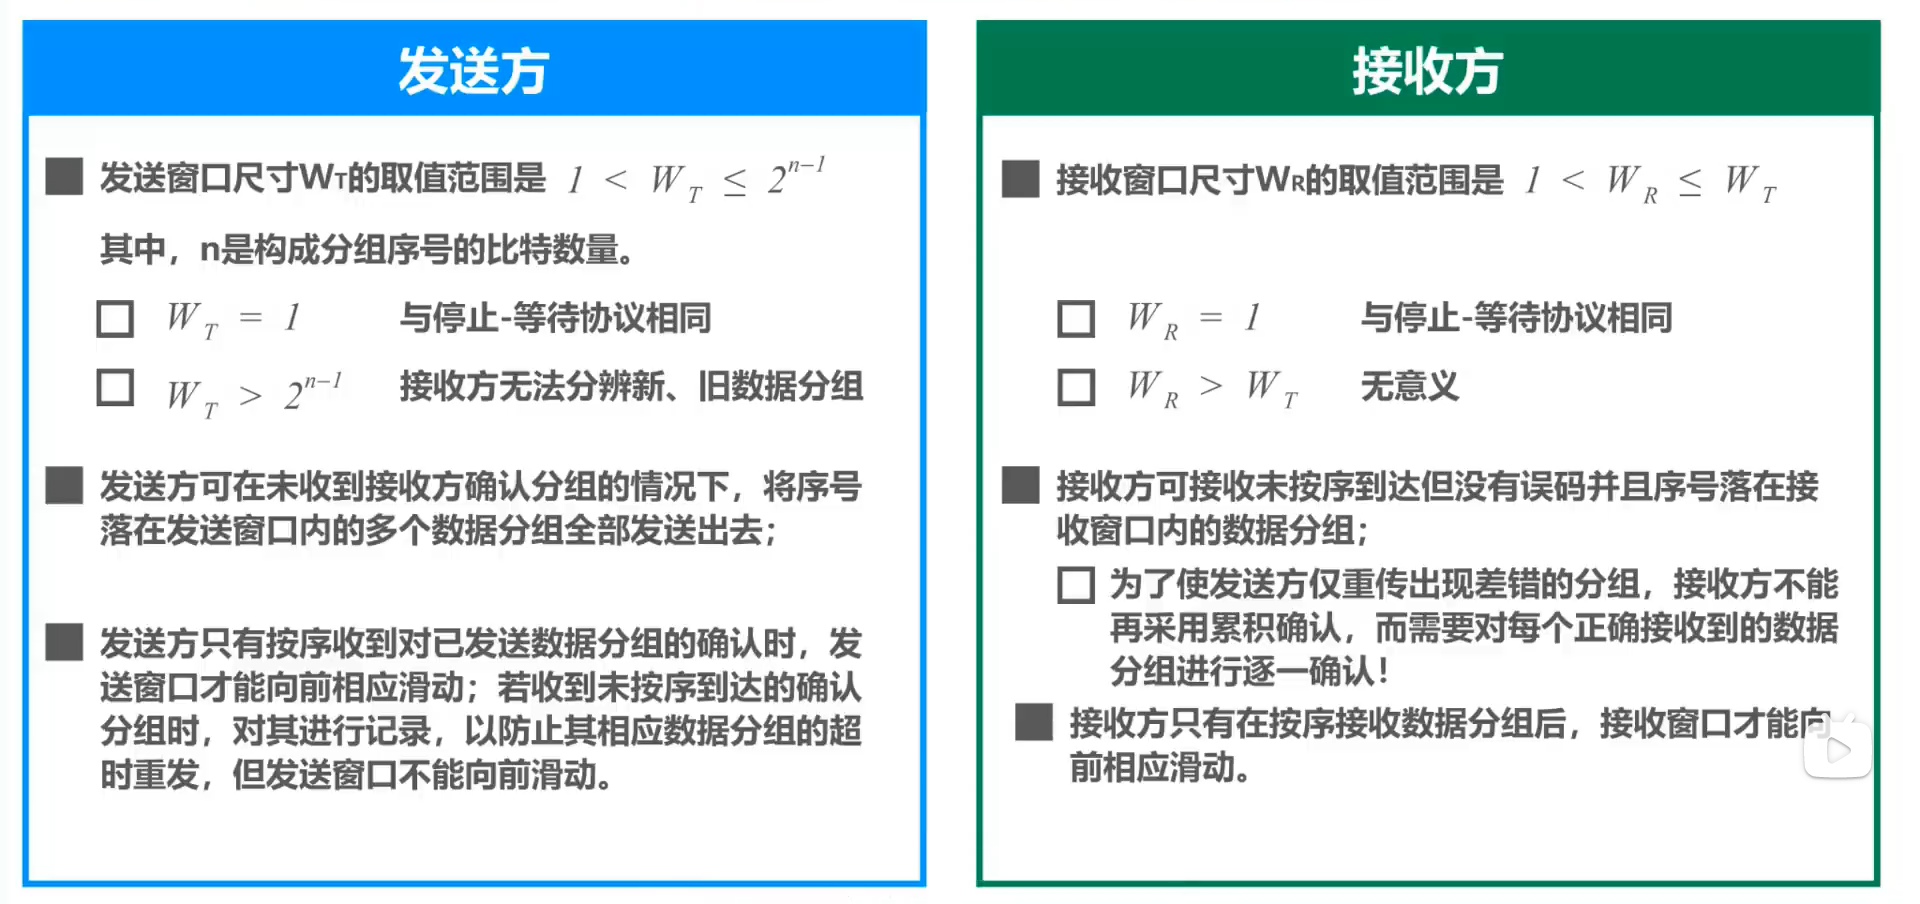 发送方
发送窗口尺寸WT的取值范围是 1 < W_T ≤ 2^{n-1}
其中，n是构成分组序号的比特数量。
W_T = 1 与停止-等待协议相同
W_T > 2^{n-1} 接收方无法分辨新、旧数据分组
发送方可在未收到接收方确认分组的情况下，将序号
落在发送窗口内的多个数据分组全部发送出去；
发送方只有按序收到对已发送数据分组的确认时，发
送窗口才能向前相应滑动；若收到未按序到达的确认
分组时，对其进行记录，以防止其相应数据分组的超
时重发，但发送窗口不能向前滑动。
接收方
接收窗口尺寸WR的取值范围是 1 < W_R ≤ W_T
W_R = 1 与停止-等待协议相同
W_R > W_T 无意义
接收方可接收未按序到达但没有误码并且序号落在接
收窗口内的数据分组；
为了使发送方仅重传出现差错的分组，接收方不能
再采用累积确认，而需要对每个正确接收到的数据
分组进行逐一确认！
接收方只有在按序接收数据分组后，接收窗口才能向
前相应滑动。